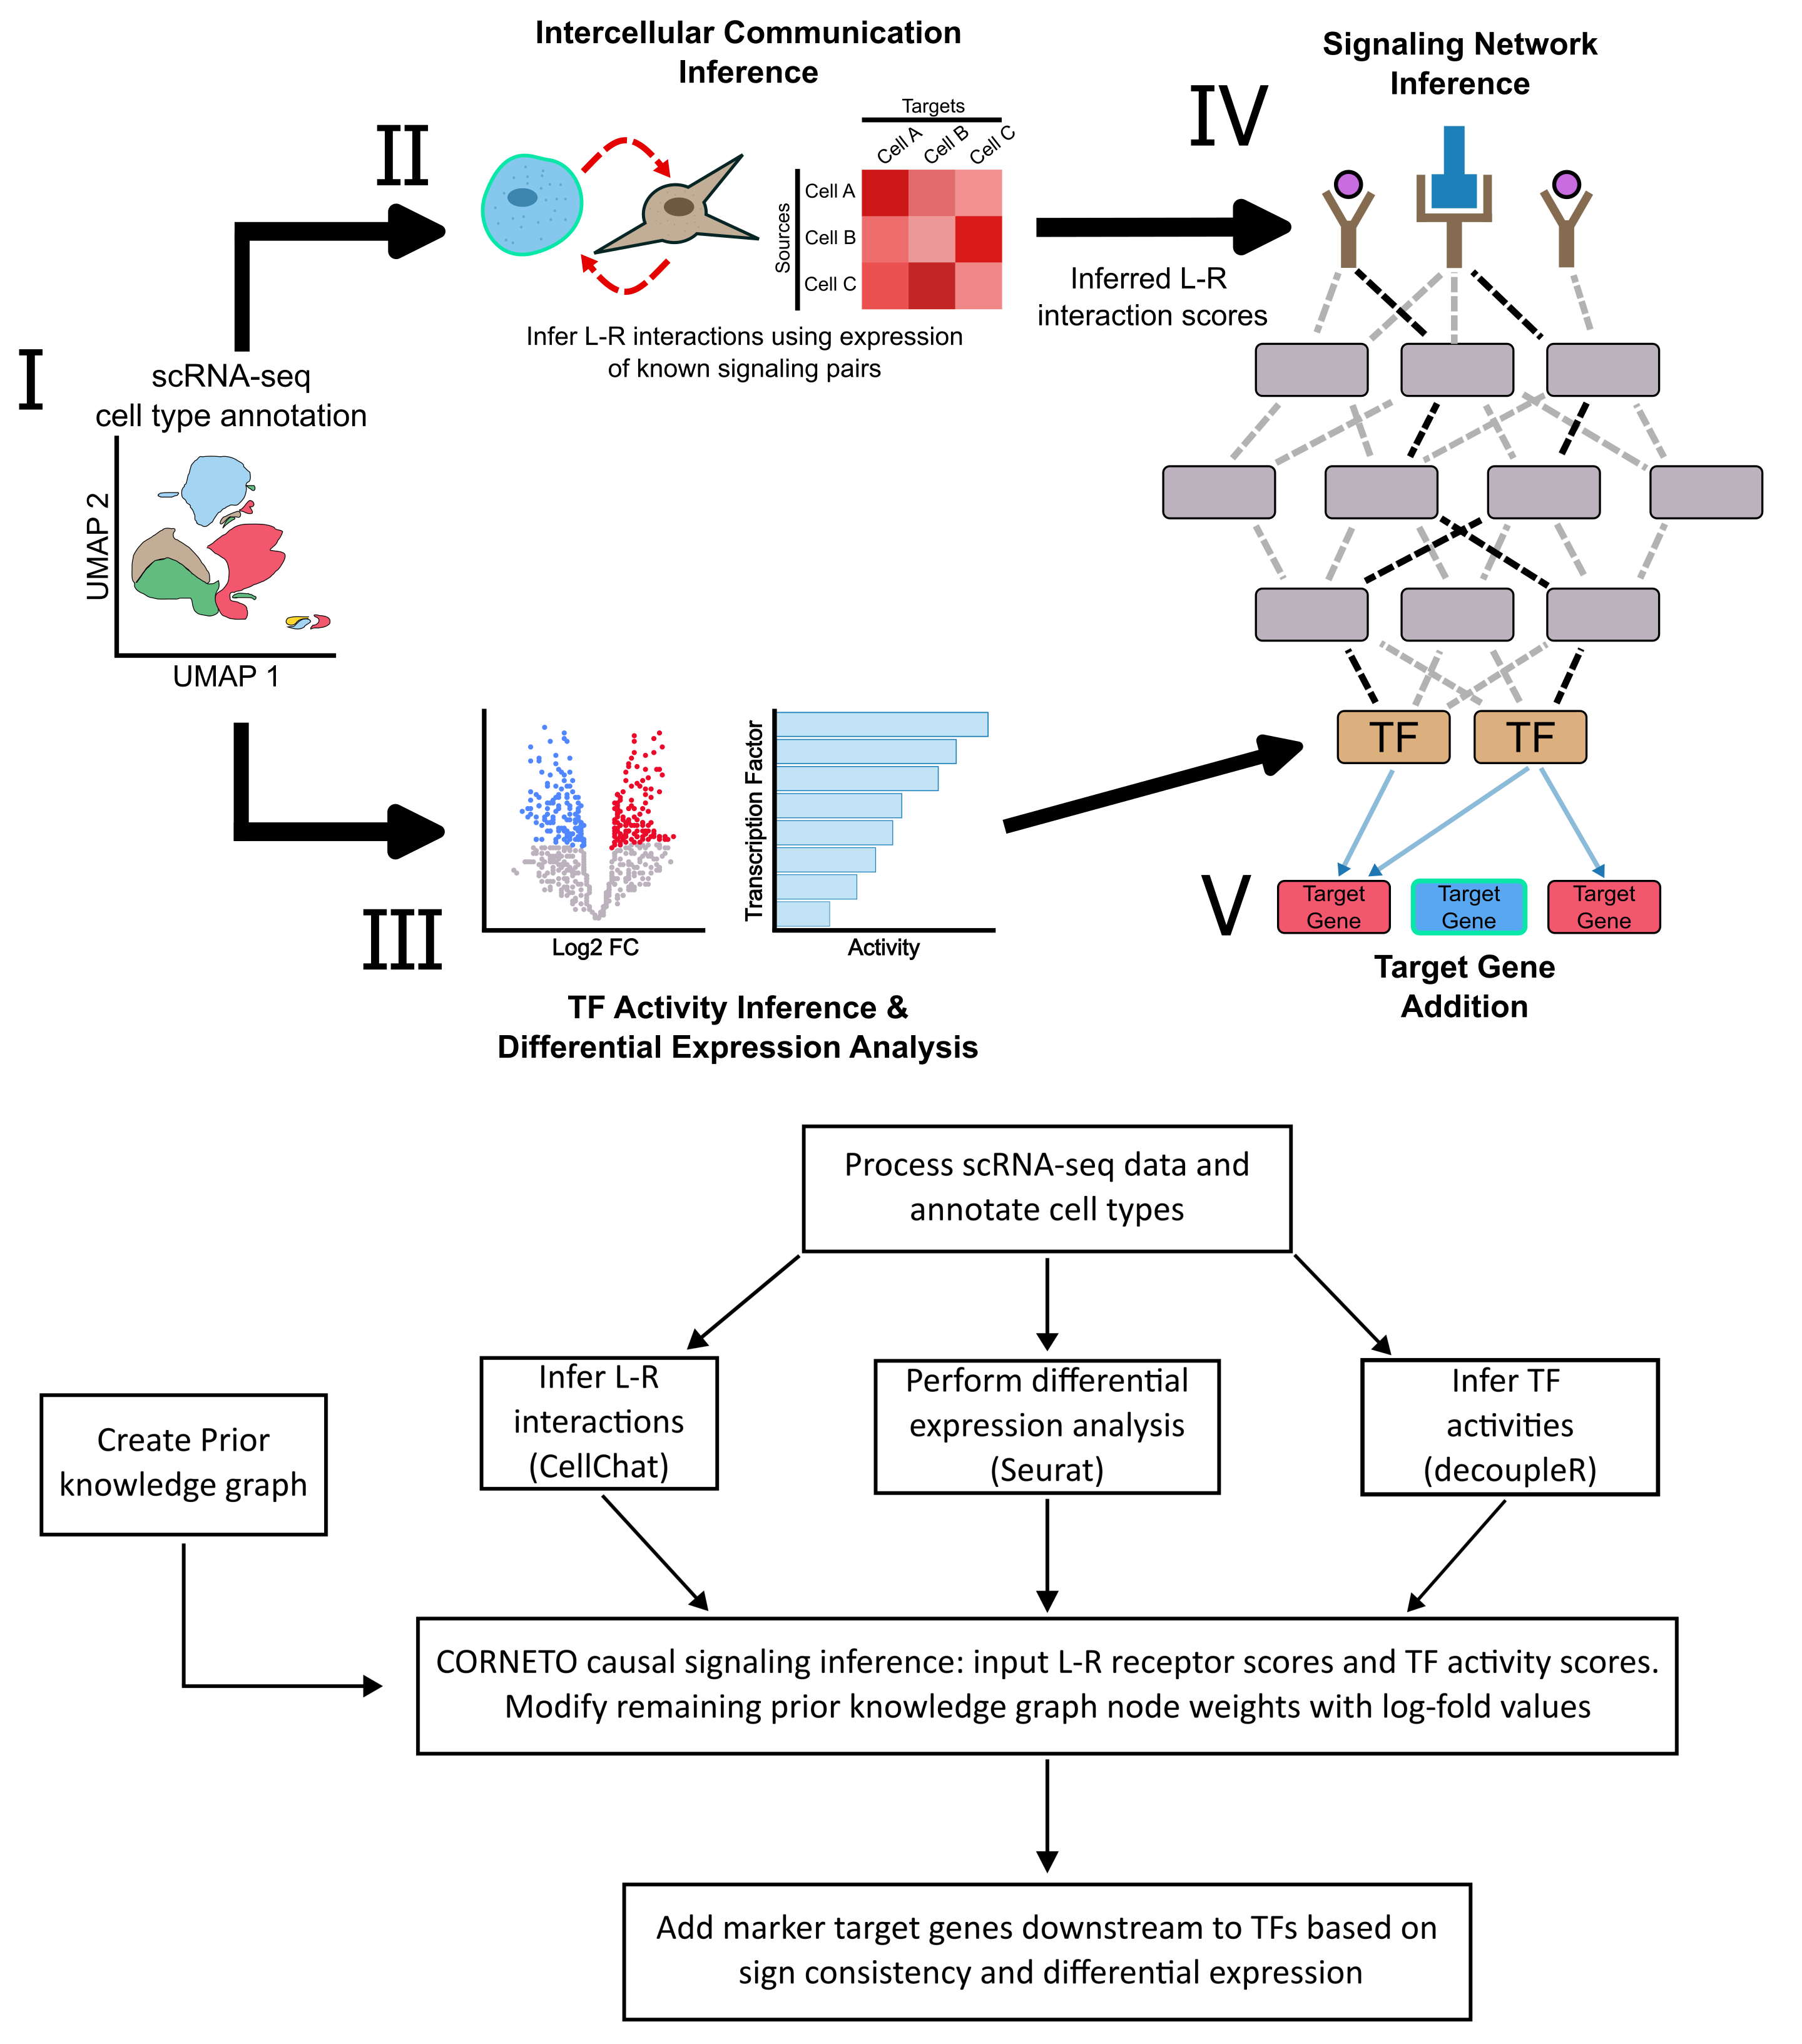 Intercellular Communication
Inference
Signaling Network
Inference
II
IV
Targets
Cell A
Cell B
Cell C
Sources
Cell A
Cell B
Cell C
Inferred L-R
interaction scores
Infer L-R interactions using expression
of known signaling pairs
I
scRNA-seq
cell type annotation
UMAP 2
UMAP 1
III
Log2 FC
Transcription Factor
Activity
TF Activity Inference &
Differential Expression Analysis
TF
TF
V
Target
Gene
Target
Gene
Target
Gene
Target Gene
Addition
Process scRNA-seq data and
annotate cell types
Create Prior
knowledge graph
Infer L-R
interactions
(CellChat)
Perform differential
expression analysis
(Seurat)
Infer TF
activities
(decoupleR)
CORNETO causal signaling inference: input L-R receptor scores and TF activity scores.
Modify remaining prior knowledge graph node weights with log-fold values
Add marker target genes downstream to TFs based on
sign consistency and differential expression